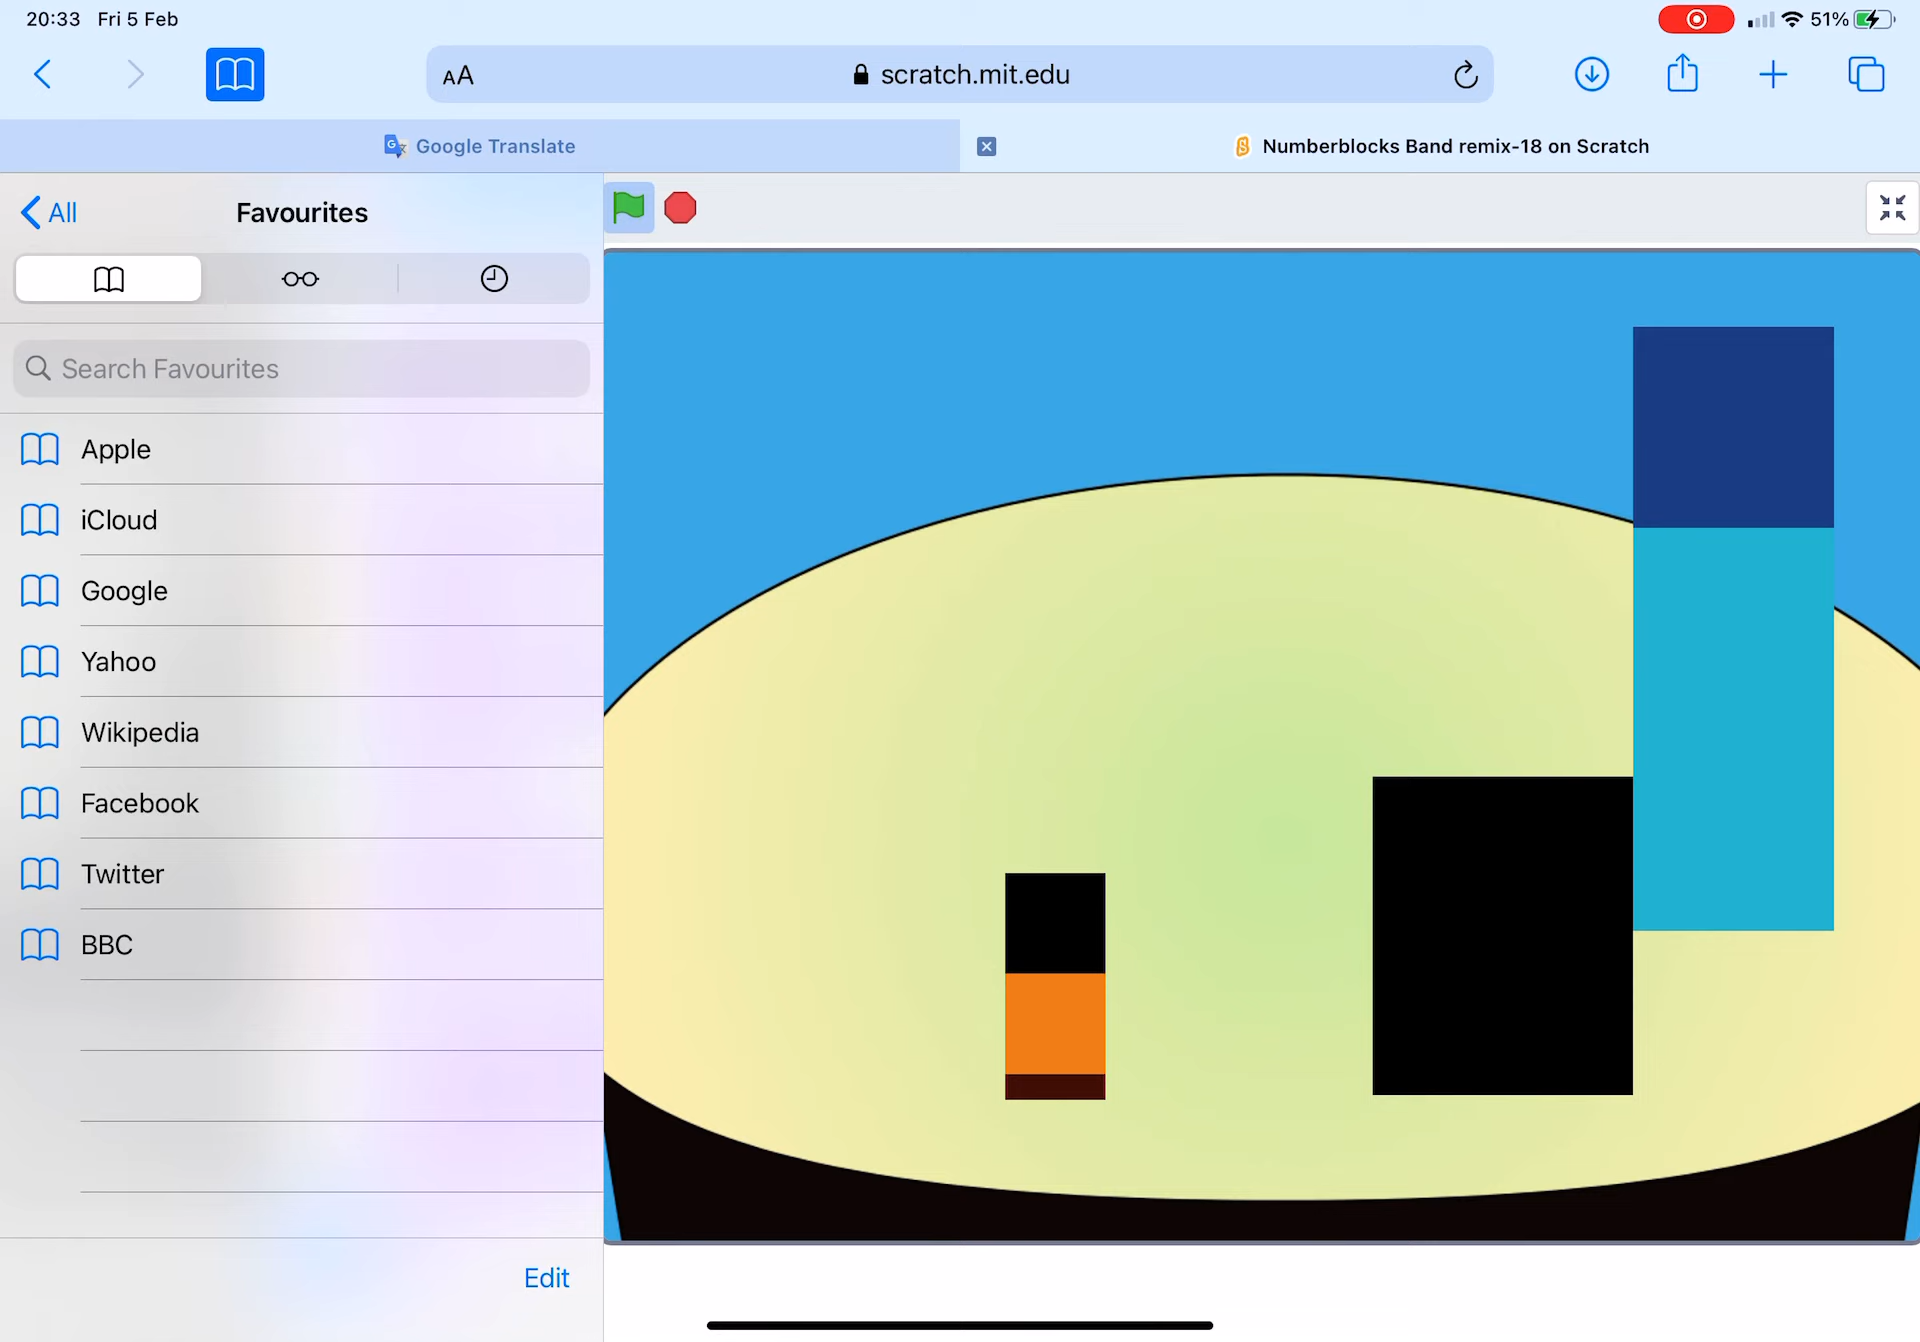 20:33 Fri 5 Feb
51%
AA
scratch.mit.edu
Google Translate
Numberblocks Band remix-18 on Scratch
All
Favourites
Search Favourites
Apple
iCloud
Google
Yahoo
Wikipedia
Facebook
Twitter
BBC
Edit